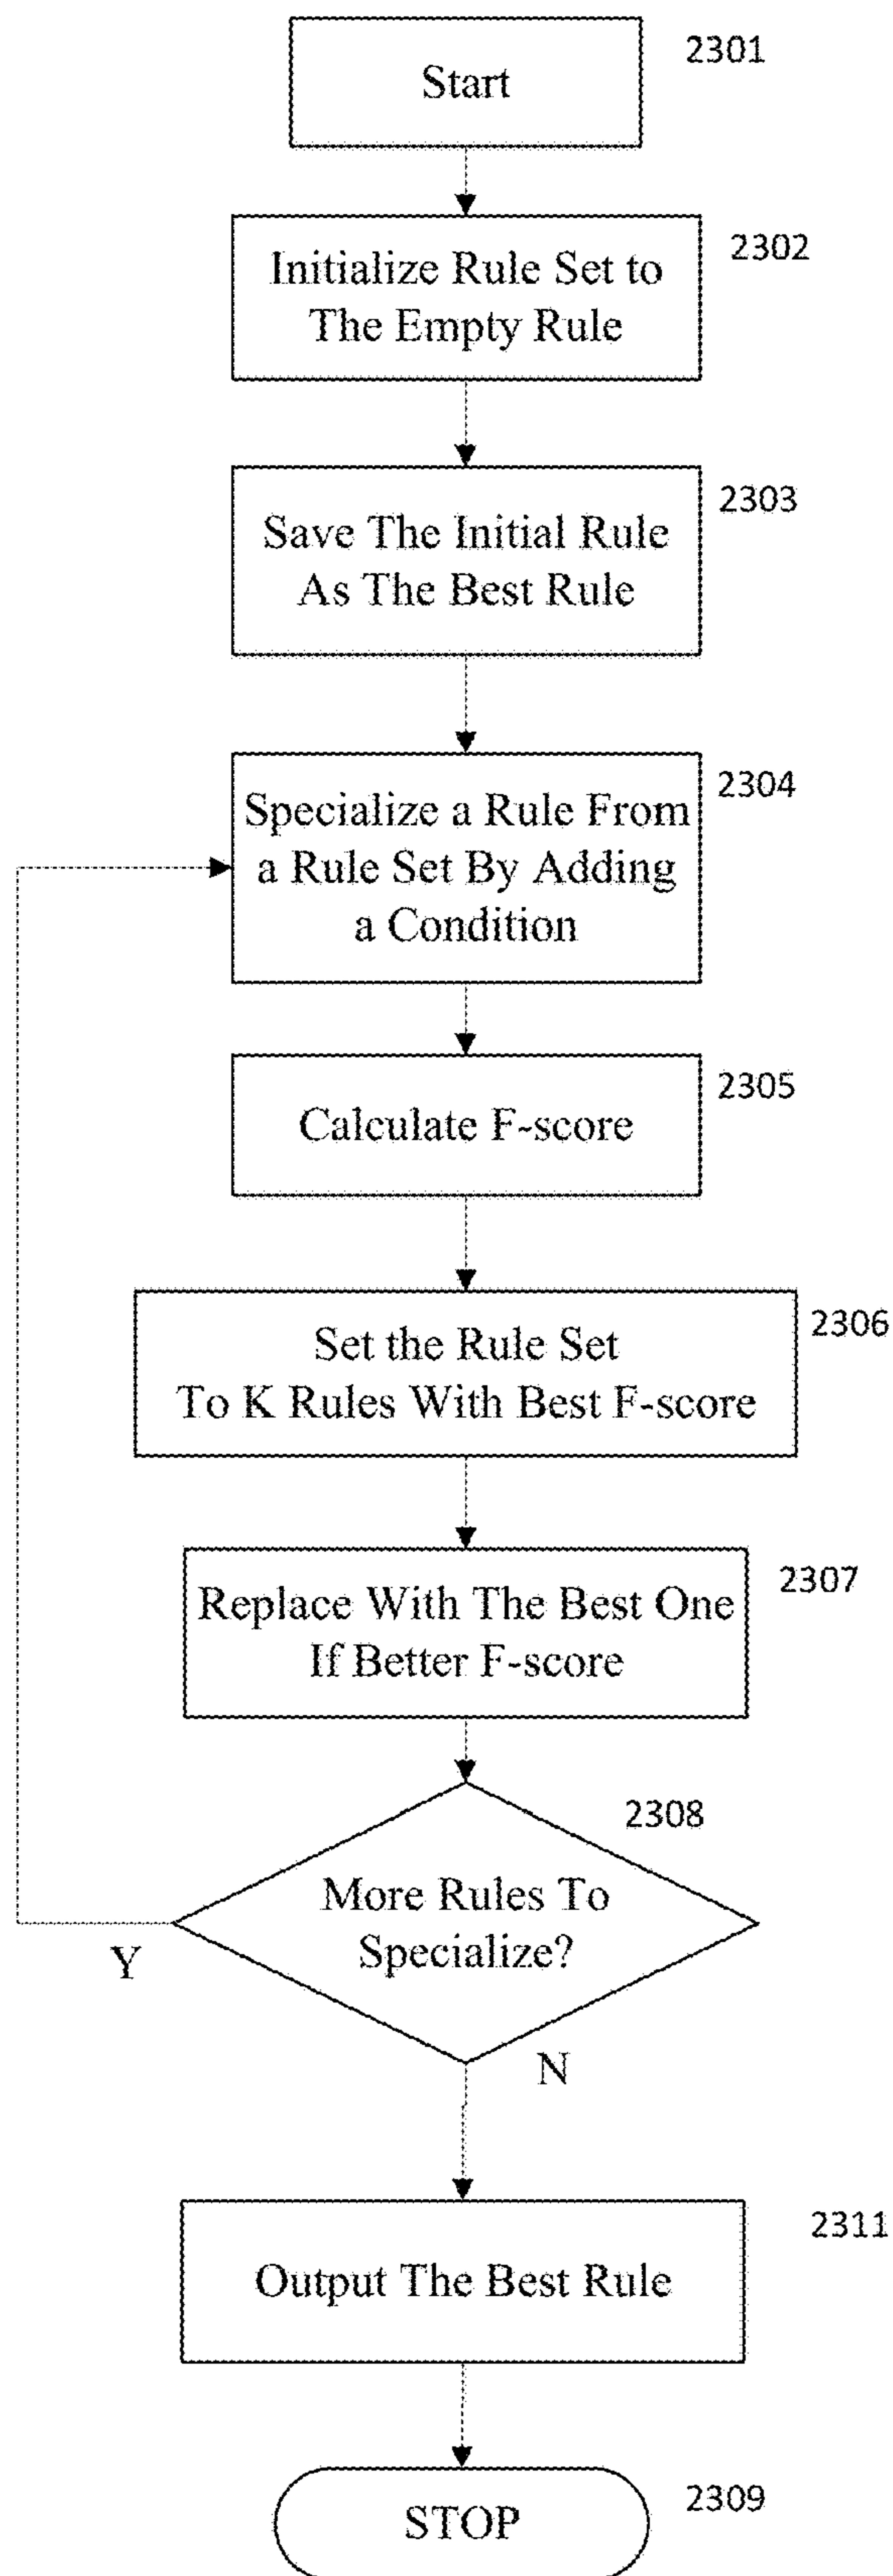 Start
2301
Initialize Rule Set to
The Empty Rule
2302
Save The Initial Rule
As The Best Rule
2303
Specialize a Rule From
a Rule Set By Adding
a Condition
2304
Calculate F-score
2305
Set the Rule Set
To K Rules With Best F-score
2306
Replace With The Best One
If Better F-score
2307
More Rules To
Specialize?
2308
Y
N
Output The Best Rule
2311
STOP
2309